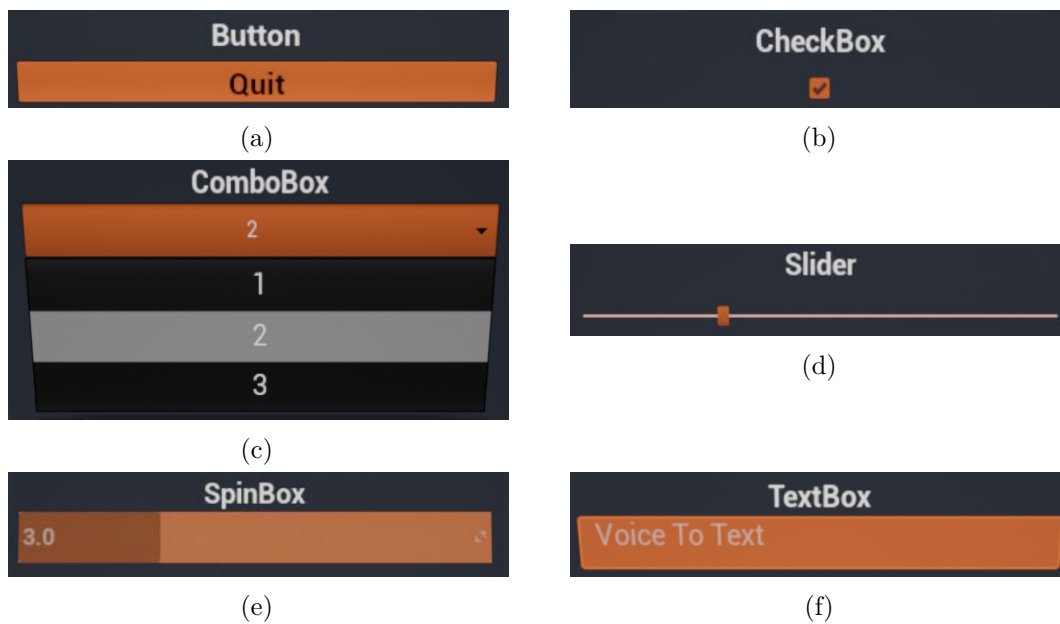 Button
Quit
(a)
CheckBox
(b)
ComboBox
2
1
2
3
(c)
Slider
(d)
SpinBox
3.0
(e)
TextBox
Voice To Text
(f)